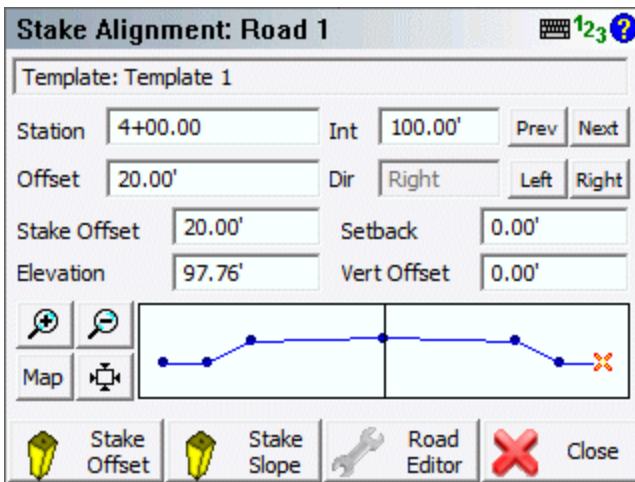 Stake Alignment: Road 1 123 ?
Template: Template 1
Station 4+00.00 Int 100.00' Prev Next
Offset 20.00' Dir Right Left Right
Stake Offset 20.00' Setback 0.00'
Elevation 97.76' Vert Offset 0.00'
Map
Stake Offset Stake Slope Road Editor Close